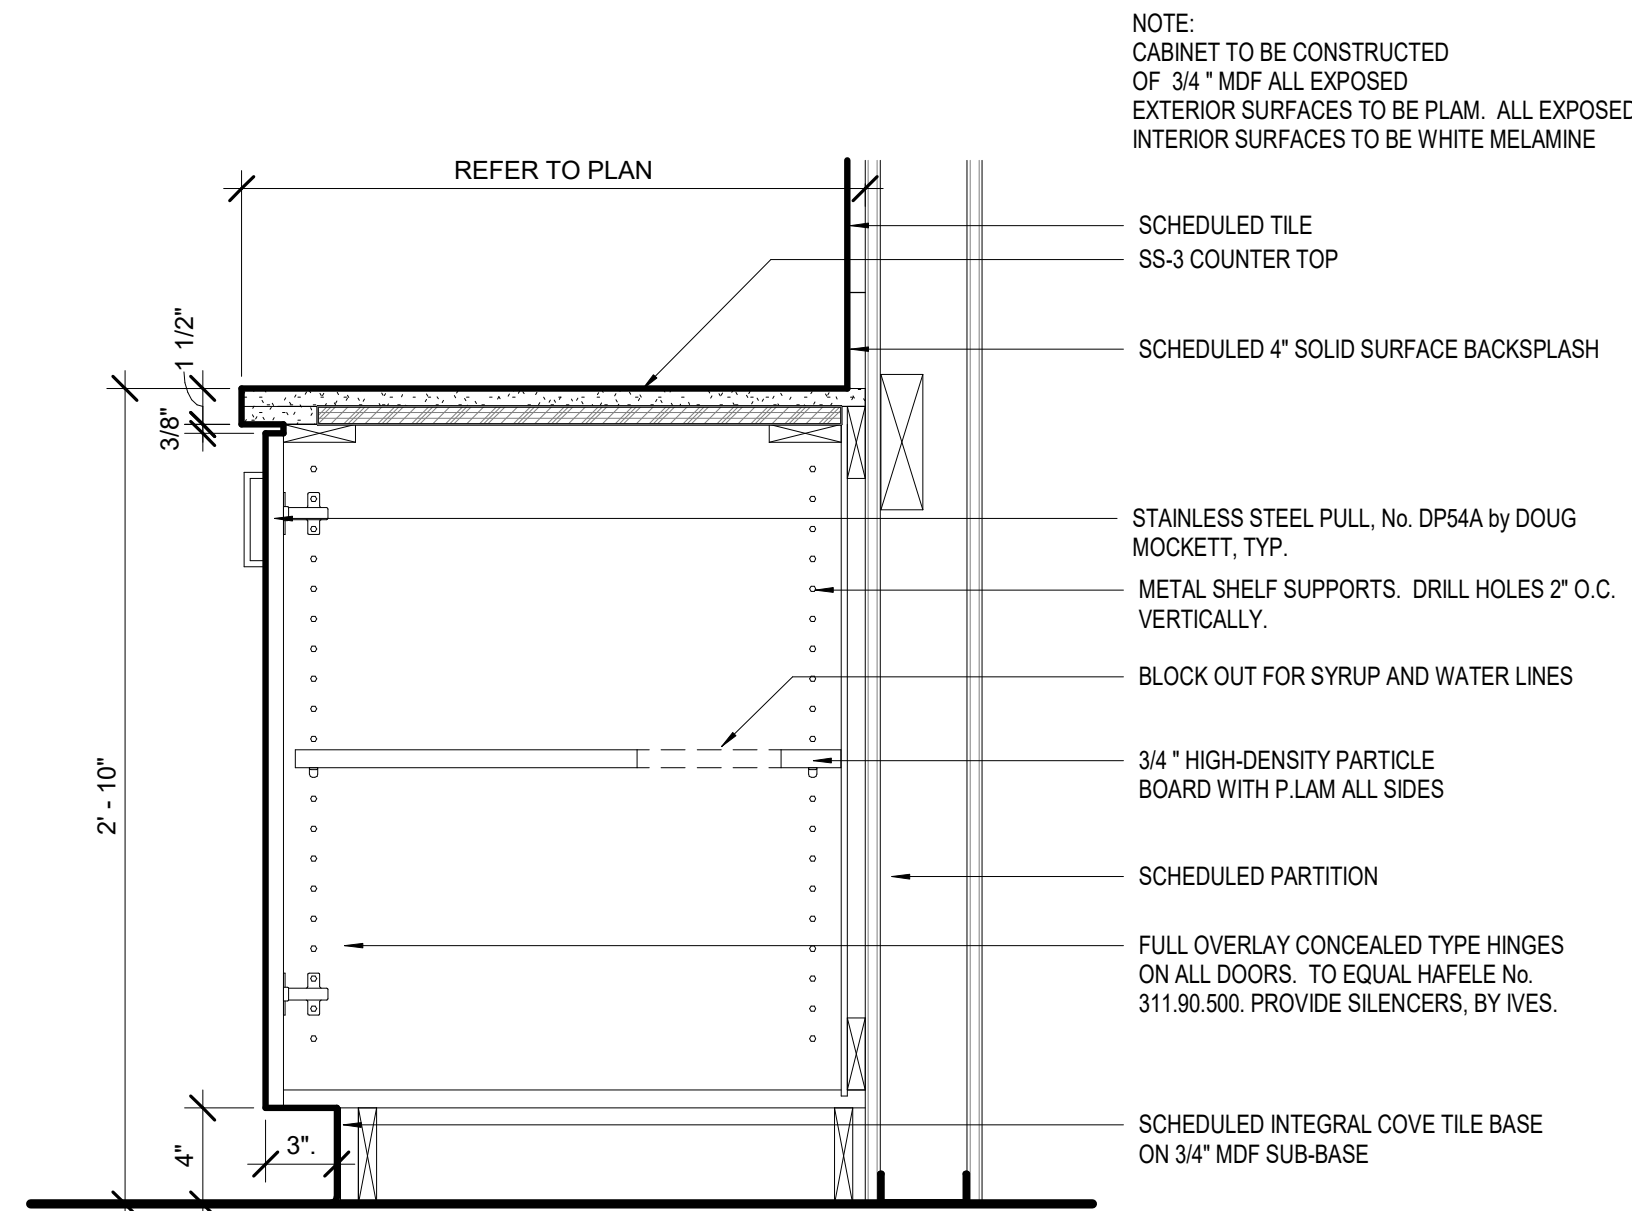 NOTE:
CABINET TO BE CONSTRUCTED
OF 3/4 " MDF ALL EXPOSED
EXTERIOR SURFACES TO BE PLAM. ALL EXPOSED
INTERIOR SURFACES TO BE WHITE MELAMINE
REFER TO PLAN
SCHEDULED TILE
SS-3 COUNTER TOP
1 1/2"
SCHEDULED 4" SOLID SURFACE BACKSPLASH
3/8"
STAINLESS STEEL PULL, No. DP54A by DOUG
MOCKETT, TYP.
METAL SHELF SUPPORTS. DRILL HOLES 2" O.C.
VERTICALLY.
BLOCK OUT FOR SYRUP AND WATER LINES
2' - 10"
3/4 " HIGH-DENSITY PARTICLE
BOARD WITH P.LAM ALL SIDES
SCHEDULED PARTITION
FULL OVERLAY CONCEALED TYPE HINGES
ON ALL DOORS. TO EQUAL HAFELE No.
311.90.500. PROVIDE SILENCERS, BY IVES.
4"
3".
SCHEDULED INTEGRAL COVE TILE BASE
ON 3/4" MDF SUB-BASE